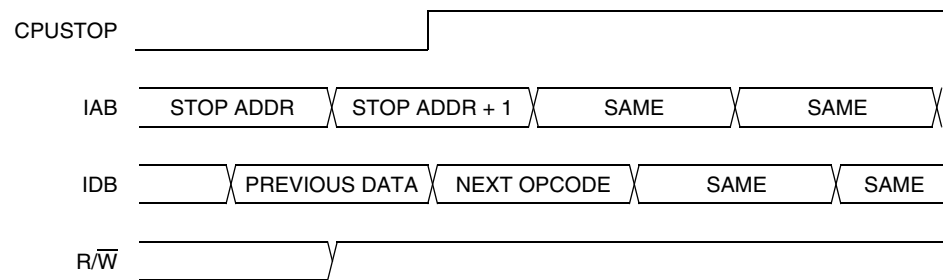 CPUSTOP
IAB STOP ADDR STOP ADDR + 1 SAME SAME
IDB PREVIOUS DATA NEXT OPCODE SAME SAME
R/W̅